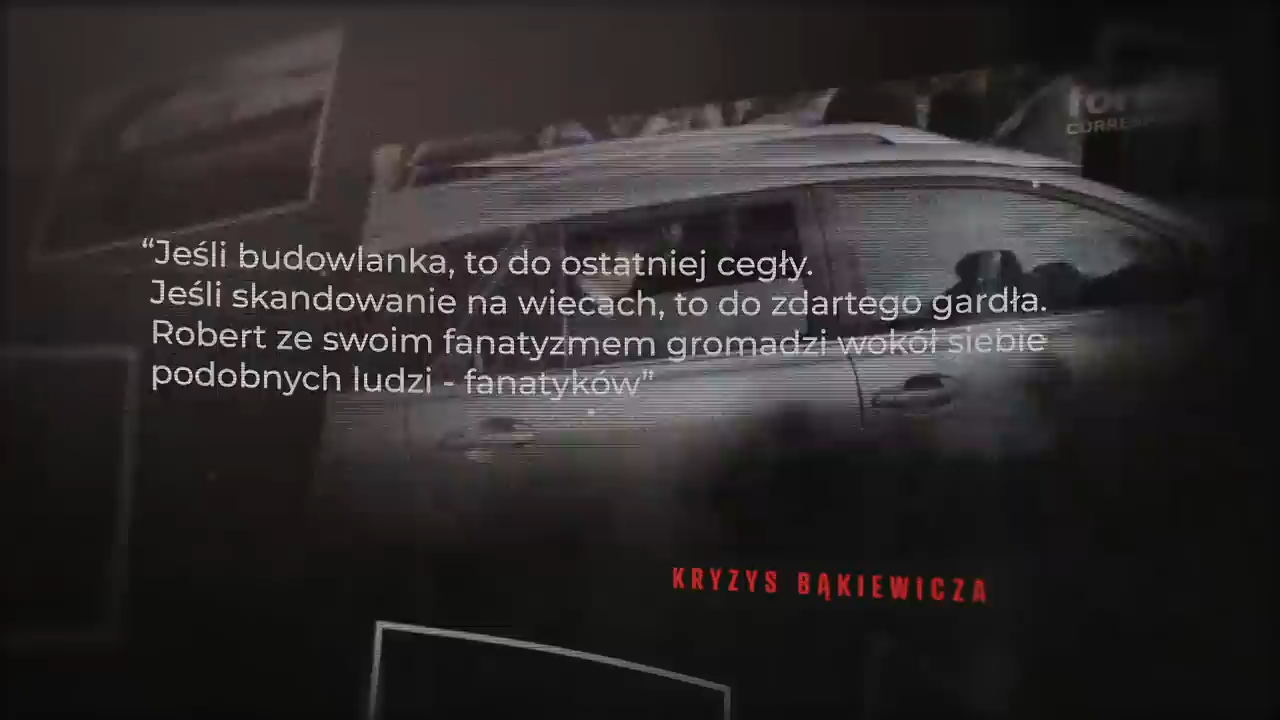 “Jeśli budowlanka, to do ostatniej cegły.
Jeśli skandowanie na wiecach, to do zdartego gardła.
Robert ze swoim fanatyzmem gromadzi wokół siebie
podobnych ludzi - fanatyków”
KRYZYS BĄKIEWICZA